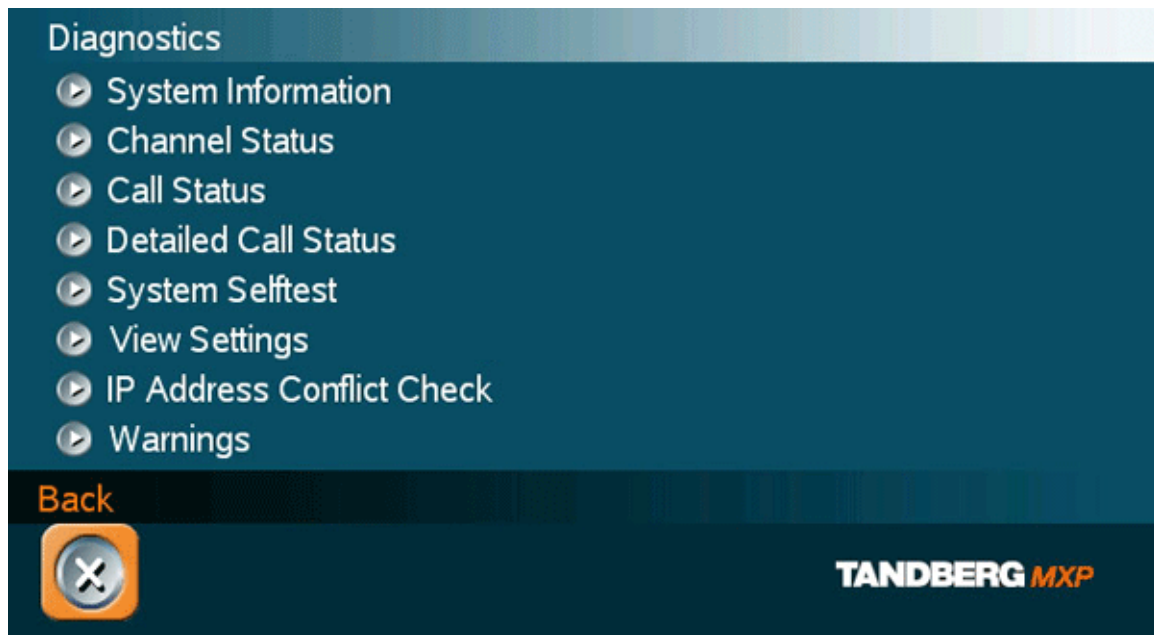 Diagnostics
System Information
Channel Status
Call Status
Detailed Call Status
System Selftest
View Settings
IP Address Conflict Check
Warnings
Back
TANDBERG MXP